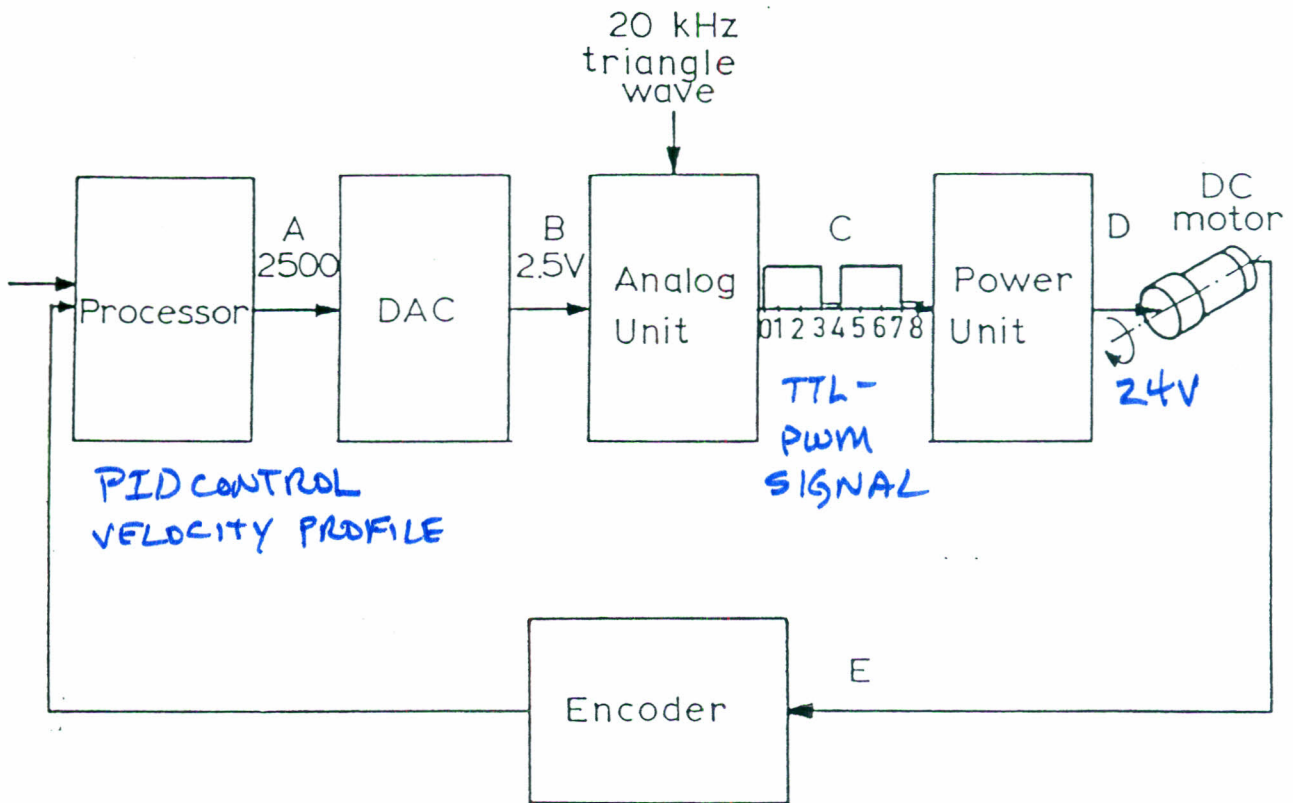 20 kHz
triangle
wave
DC
motor
A
2500
B
2.5V
C
D
Processor
DAC
Analog
Unit
012345678
Power
Unit
TTL-
PWM
SIGNAL
24V
PID CONTROL
VELOCITY PROFILE
E
Encoder